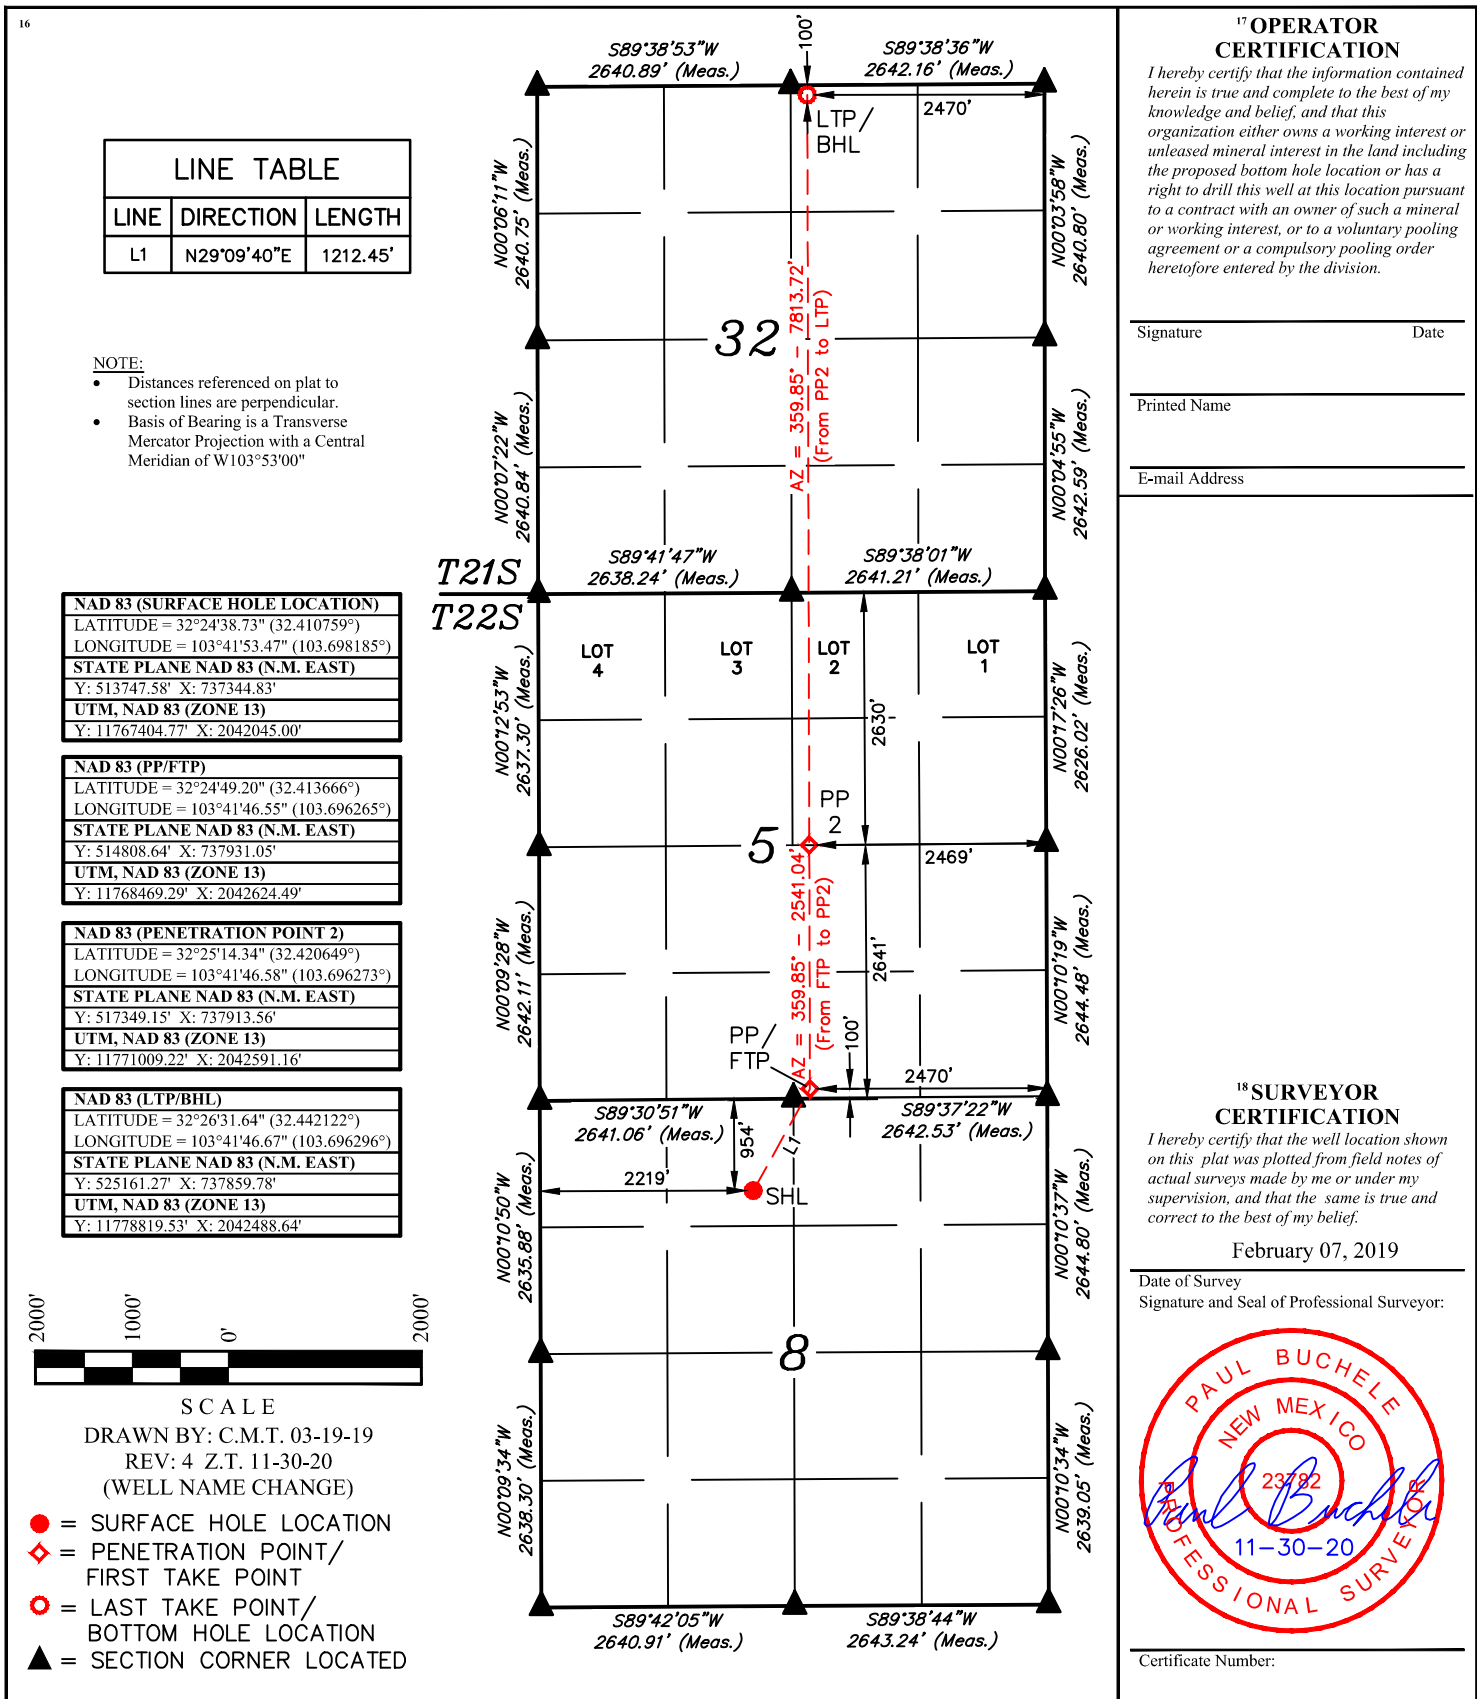 16
LINE TABLE
LINE DIRECTION LENGTH
L1 N29°09'40"E 1212.45'
NOTE:
• Distances referenced on plat to
section lines are perpendicular.
• Basis of Bearing is a Transverse
Mercator Projection with a Central
Meridian of W103°53'00"
NAD 83 (SURFACE HOLE LOCATION)
LATITUDE = 32°24'38.73" (32.410759°)
LONGITUDE = 103°41'53.47" (103.698185°)
STATE PLANE NAD 83 (N.M. EAST)
Y: 513747.58' X: 737344.83'
UTM, NAD 83 (ZONE 13)
Y: 11767404.77' X: 2042045.00'
NAD 83 (PP/FTP)
LATITUDE = 32°24'49.20" (32.413666°)
LONGITUDE = 103°41'46.55" (103.696265°)
STATE PLANE NAD 83 (N.M. EAST)
Y: 514808.64' X: 737931.05'
UTM, NAD 83 (ZONE 13)
Y: 11768469.29' X: 2042624.49'
NAD 83 (PENETRATION POINT 2)
LATITUDE = 32°25'14.34" (32.420649°)
LONGITUDE = 103°41'46.58" (103.696273°)
STATE PLANE NAD 83 (N.M. EAST)
Y: 517349.15' X: 737913.56'
UTM, NAD 83 (ZONE 13)
Y: 11771009.22' X: 2042591.16'
NAD 83 (LTP/BHL)
LATITUDE = 32°26'31.64" (32.442122°)
LONGITUDE = 103°41'46.67" (103.696296°)
STATE PLANE NAD 83 (N.M. EAST)
Y: 525161.27' X: 737859.78'
UTM, NAD 83 (ZONE 13)
Y: 11778819.53' X: 2042488.64'
2000' 1000' 0' 2000'
SCALE
DRAWN BY: C.M.T. 03-19-19
REV: 4 Z.T. 11-30-20
(WELL NAME CHANGE)
= SURFACE HOLE LOCATION
= PENETRATION POINT/
FIRST TAKE POINT
= LAST TAKE POINT/
BOTTOM HOLE LOCATION
= SECTION CORNER LOCATED
S89°38'53"W
2640.89' (Meas.)
100'
S89°38'36"W
2642.16' (Meas.)
2470'
LTP/
BHL
N00°06'11"W
2640.75' (Meas.)
N00°03'58"W
2640.80' (Meas.)
32
AZ = 359.85° - 7813.72'
(From PP2 to LTP)
N00°07'22"W
2640.84' (Meas.)
N00°04'55"W
2642.59' (Meas.)
T21S
T22S
S89°41'47"W
2638.24' (Meas.)
S89°38'01"W
2641.21' (Meas.)
LOT
4
LOT
3
LOT
2
LOT
1
N00°12'53"W
2637.30' (Meas.)
2630'
N00°17'26"W
2626.02' (Meas.)
PP
2
5
2469'
AZ = 359.85° - 2541.04'
(From FTP to PP2)
2641'
N00°09'28"W
2642.11' (Meas.)
N00°10'19"W
2644.48' (Meas.)
PP/
FTP
100'
2470'
S89°30'51"W
2641.06' (Meas.)
S89°37'22"W
2642.53' (Meas.)
954'
L1
2219'
SHL
N00°10'50"W
2635.88' (Meas.)
N00°10'37"W
2644.80' (Meas.)
8
N00°09'34"W
2638.30' (Meas.)
N00°10'34"W
2639.05' (Meas.)
S89°42'05"W
2640.91' (Meas.)
S89°38'44"W
2643.24' (Meas.)
17 OPERATOR
CERTIFICATION
I hereby certify that the information contained
herein is true and complete to the best of my
knowledge and belief, and that this
organization either owns a working interest or
unleased mineral interest in the land including
the proposed bottom hole location or has a
right to drill this well at this location pursuant
to a contract with an owner of such a mineral
or working interest, or to a voluntary pooling
agreement or a compulsory pooling order
heretofore entered by the division.
Signature Date
Printed Name
E-mail Address
18 SURVEYOR
CERTIFICATION
I hereby certify that the well location shown
on this plat was plotted from field notes of
actual surveys made by me or under my
supervision, and that the same is true and
correct to the best of my belief.
February 07, 2019
Date of Survey
Signature and Seal of Professional Surveyor:
PAUL BUCHELE
NEW MEXICO
23782
Paul Buchele
11-30-20
PROFESSIONAL SURVEYOR
Certificate Number: